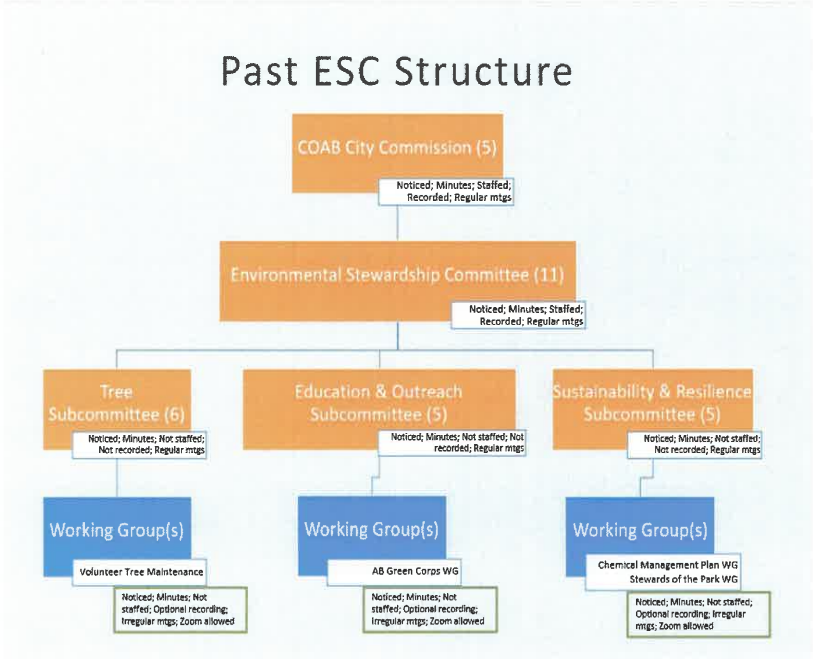 Past ESC Structure
COAB City Commission (5)
Noticed; Minutes; Staffed;
Recorded; Regular mtgs
Environmental Stewardship Committee (11)
Noticed; Minutes; Staffed;
Recorded; Regular mtgs
Tree
Subcommittee (6)
Noticed; Minutes; Not staffed;
Not recorded; Regular mtgs
Education & Outreach
Subcommittee (5)
Noticed; Minutes; Not staffed; Not
recorded; Regular mtgs
Sustainability & Resilience
Subcommittee (5)
Noticed; Minutes; Not staffed;
Not recorded; Regular mtgs
Working Group(s)
Volunteer Tree Maintenance
Noticed; Minutes; Not
staffed; Optional recording;
Irregular mtgs; Zoom allowed
Working Group(s)
AB Green Corps WG
Noticed; Minutes; Not
staffed; Optional recording;
Irregular mtgs; Zoom allowed
Working Group(s)
Chemical Management Plan WG
Stewards of the Park WG
Noticed; Minutes; Not staffed;
Optional recording; Irregular
mtgs; Zoom allowed